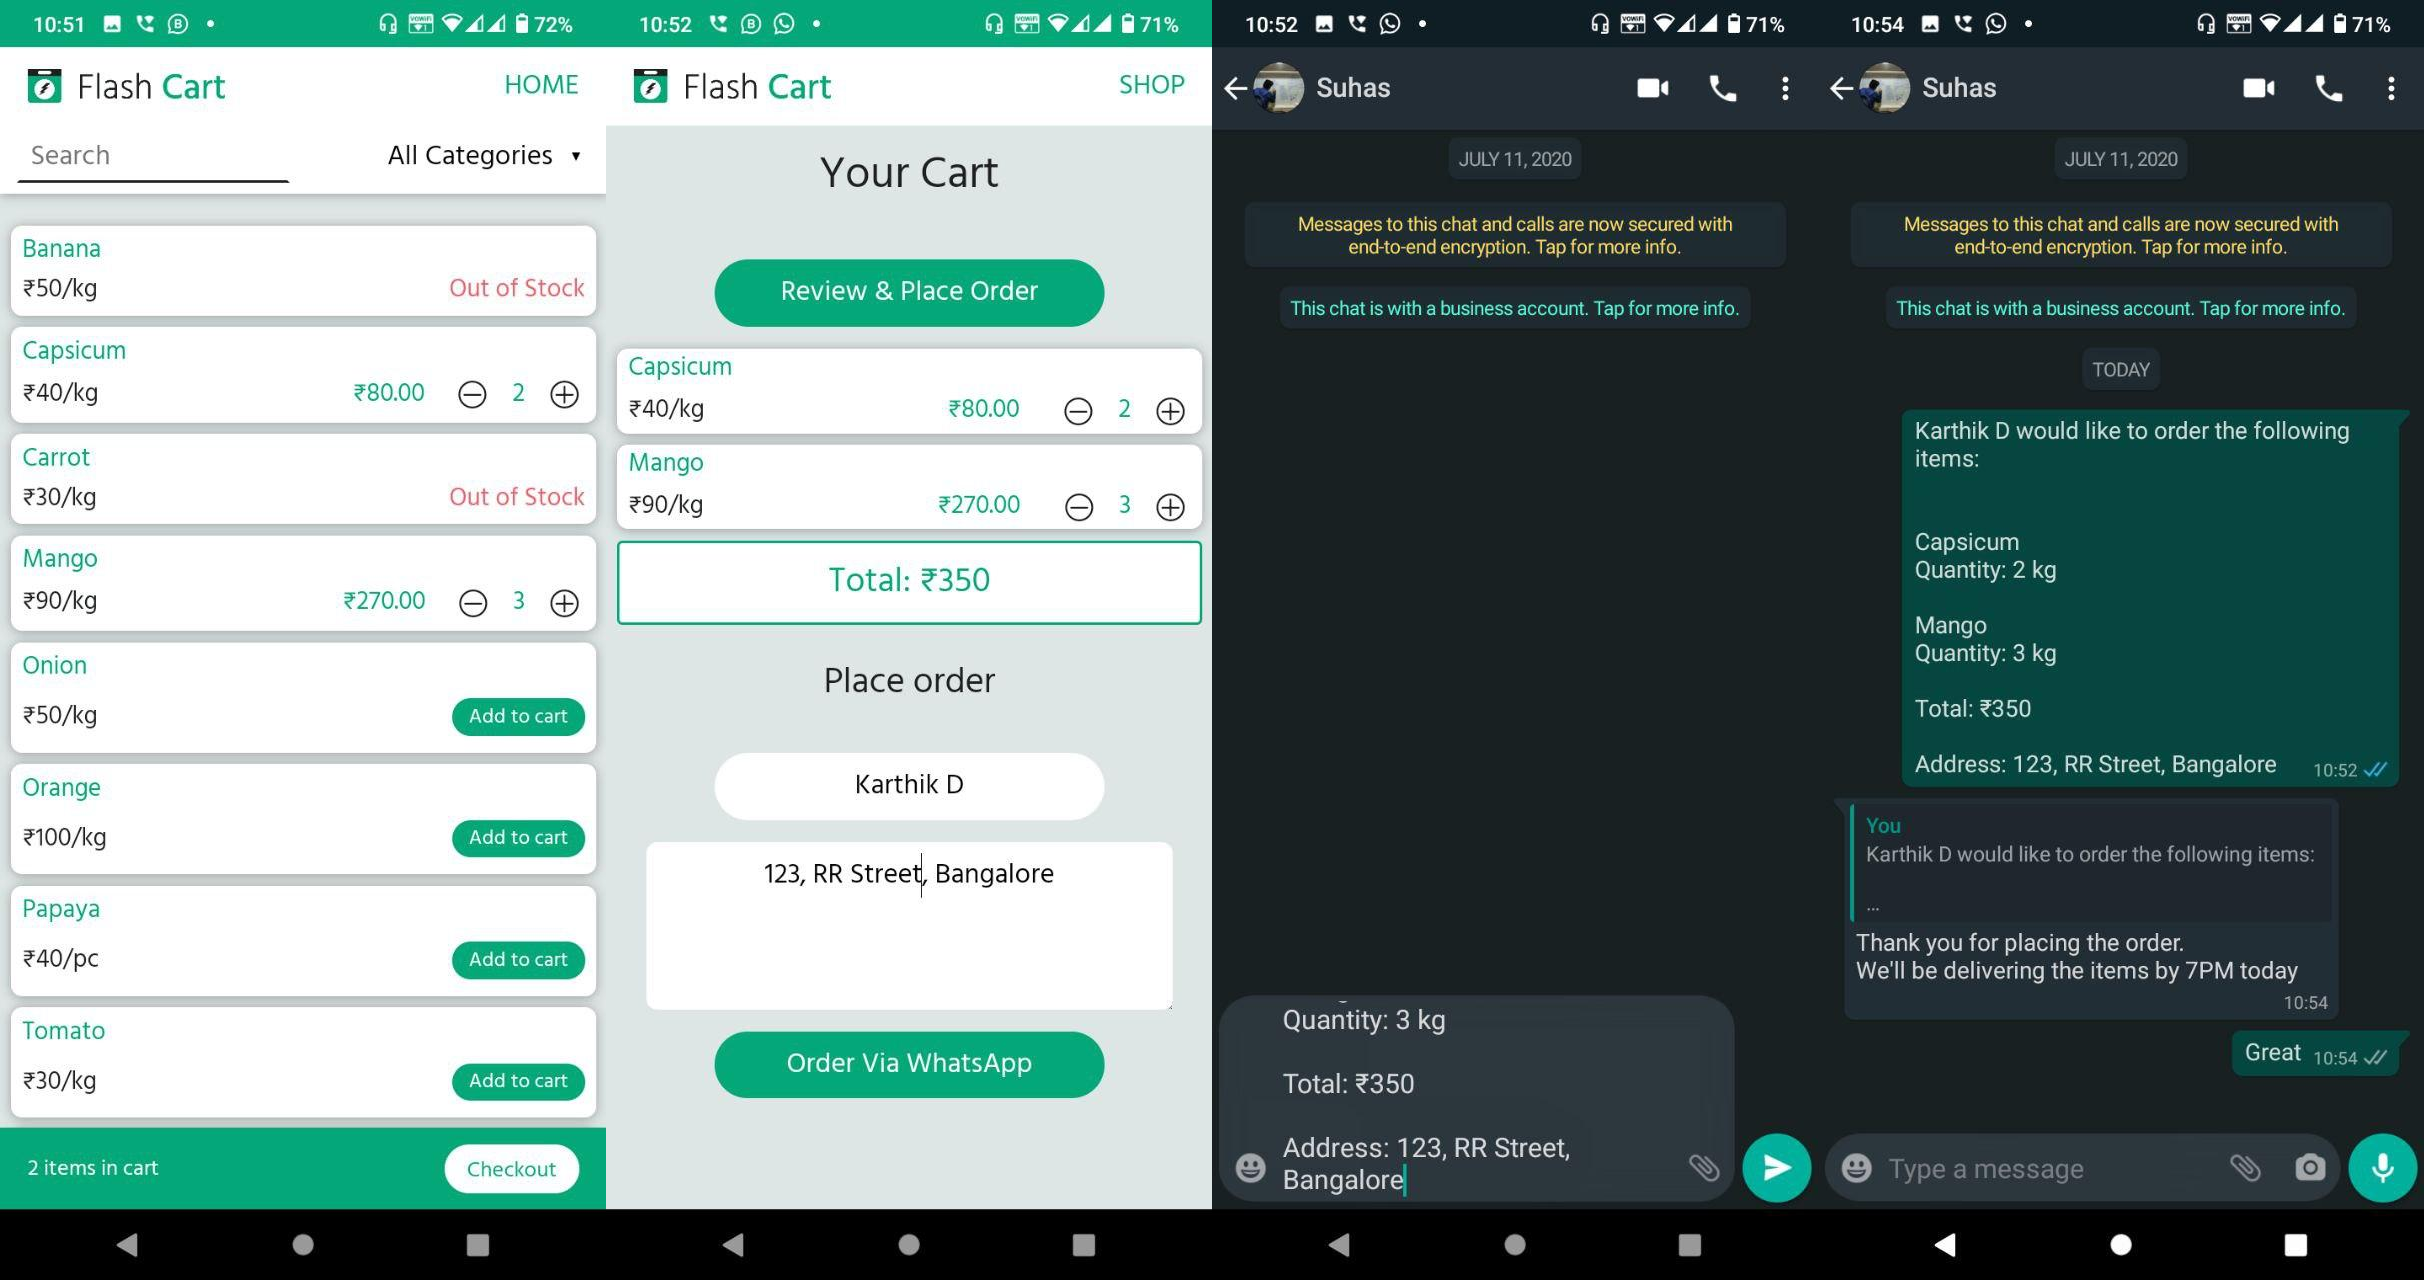 10:51
72%
Flash Cart
HOME
Search
All Categories
Banana
₹50/kg
Out of Stock
Capsicum
₹40/kg
₹80.00
2
Carrot
₹30/kg
Out of Stock
Mango
₹90/kg
₹270.00
3
Onion
₹50/kg
Add to cart
Orange
₹100/kg
Add to cart
Papaya
₹40/pc
Add to cart
Tomato
₹30/kg
Add to cart
2 items in cart
Checkout
10:52
71%
Flash Cart
SHOP
Your Cart
Review & Place Order
Capsicum
₹40/kg
₹80.00
2
Mango
₹90/kg
₹270.00
3
Total: ₹350
Place order
Karthik D
123, RR Street, Bangalore
Order Via WhatsApp
10:52
71%
Suhas
JULY 11, 2020
Messages to this chat and calls are now secured with
end-to-end encryption. Tap for more info.
This chat is with a business account. Tap for more info.
Quantity: 3 kg
Total: ₹350
Address: 123, RR Street,
Bangalore
10:54
71%
Suhas
JULY 11, 2020
Messages to this chat and calls are now secured with
end-to-end encryption. Tap for more info.
This chat is with a business account. Tap for more info.
TODAY
Karthik D would like to order the following
items:
Capsicum
Quantity: 2 kg
Mango
Quantity: 3 kg
Total: ₹350
Address: 123, RR Street, Bangalore
10:52
You
Karthik D would like to order the following items:
...
Thank you for placing the order.
We'll be delivering the items by 7PM today
10:54
Great
10:54
Type a message